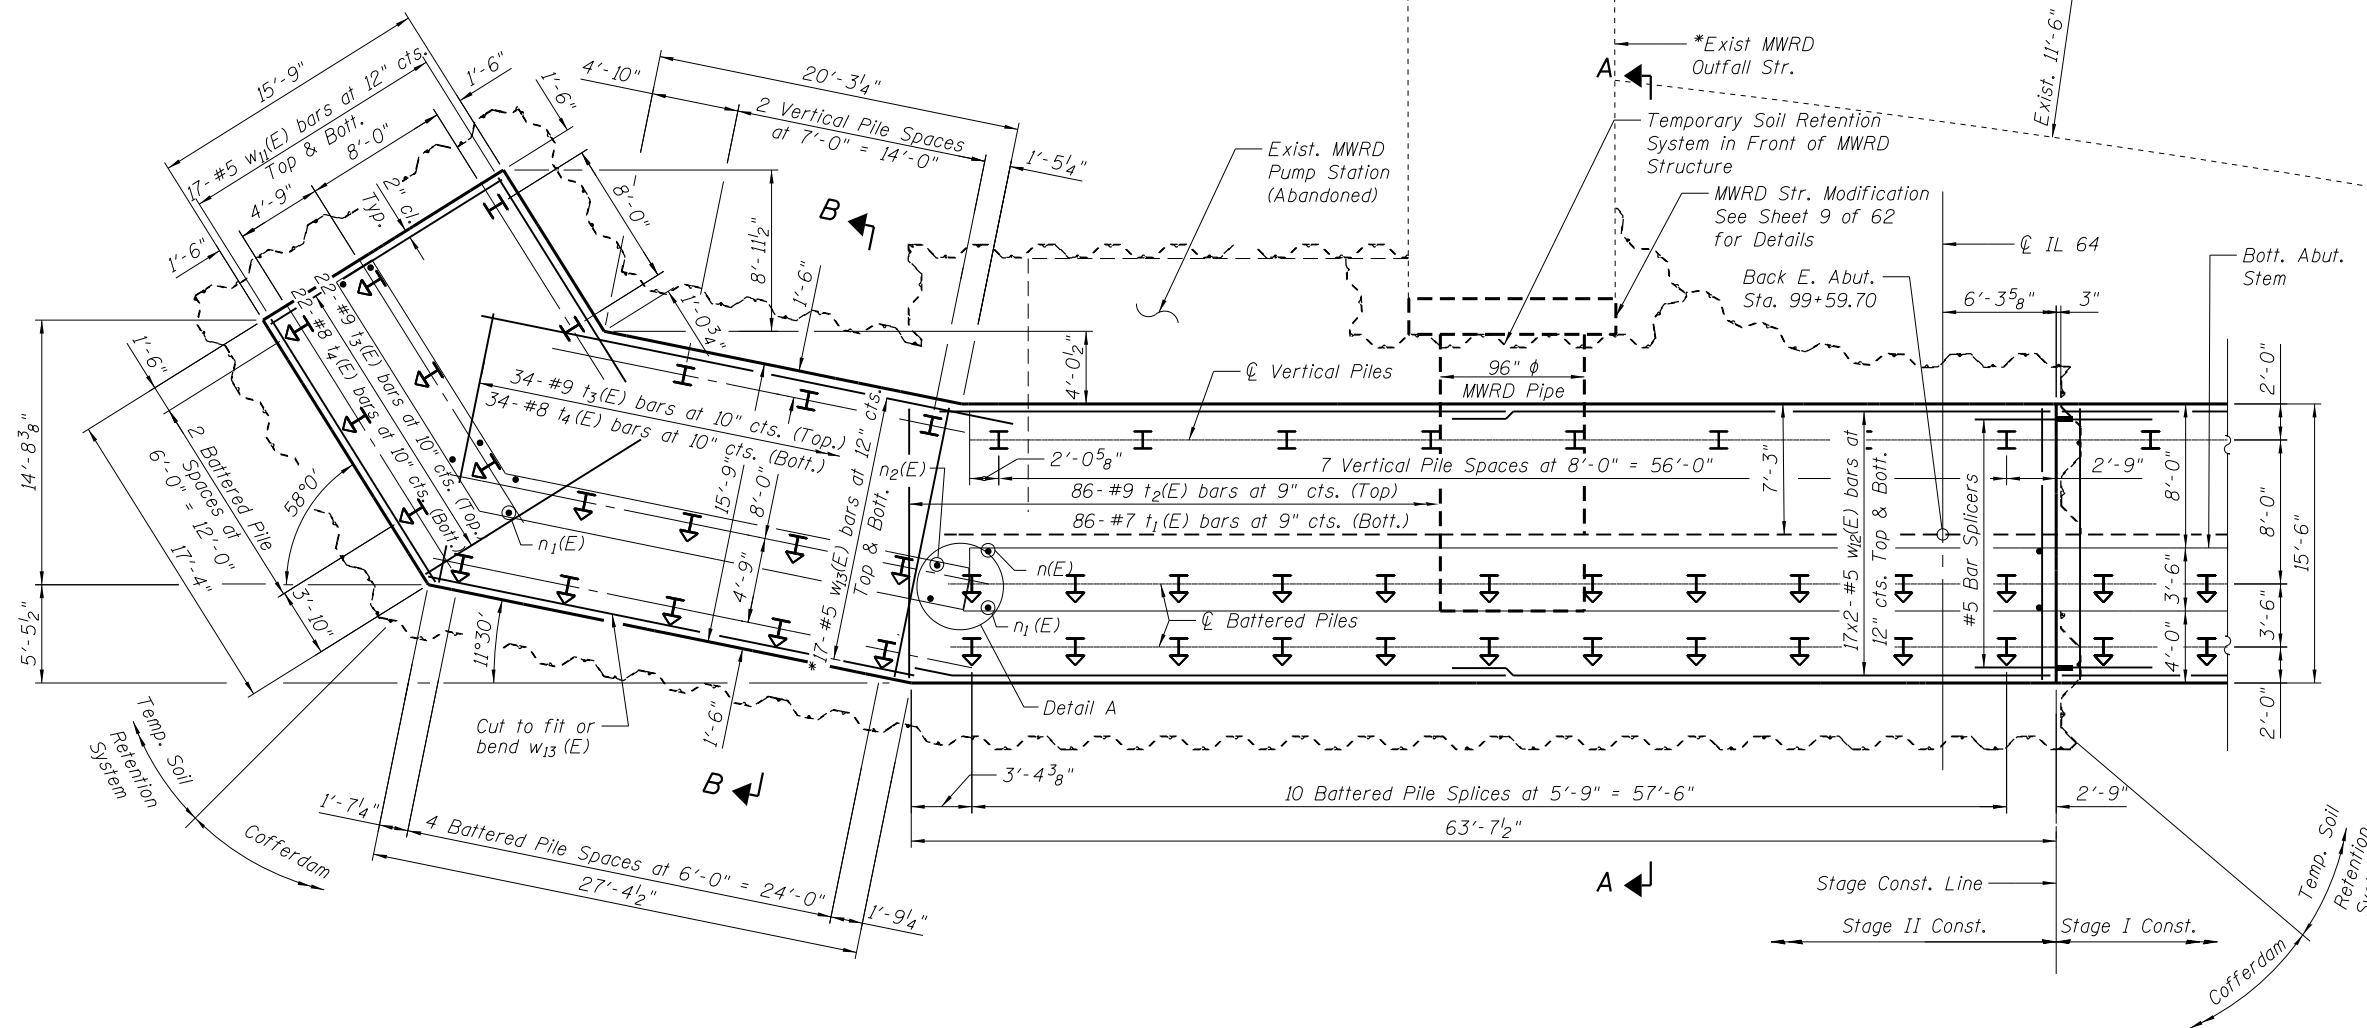 15'-9"
17-#5 w11(E) bars at 12" cts.
Top & Bott.
8'-0"
4'-9"
1'-6"
1'-6"
1'-6"
2" cl.
Typ.
4'-10"
20'-3¼"
2 Vertical Pile Spaces
at 7'-0" = 14'-0"
1'-5¼"
8'-0"
8'-11½"
1'-0¾"
1'-6"
B
4'-0½"
Exist. MWRD
Pump Station
(Abandoned)
*Exist MWRD
Outfall Str.
A
Temporary Soil Retention
System in Front of MWRD
Structure
MWRD Str. Modification
See Sheet 9 of 62
for Details
Exist. 11'-6"
℄ IL 64
Back E. Abut.
Sta. 99+59.70
6'-3⅝"
3"
Bott. Abut.
Stem
14'-8⅜"
5'-5½"
1'-6"
2 Battered Pile
Spaces at
6'-0" = 12'-0"
17'-4"
3'-10"
58°0'
22-#9 t3(E) bars at 10" cts. (Top.)
22-#8 t4(E) bars at 10" cts. (Bott.)
34-#9 t3(E) bars at 10" cts. (Top.)
34-#8 t4(E) bars at 10" cts. (Bott.)
15'-9"
8'-0"
4'-9"
*17-#5 w13(E) bars at 12" cts.
Top & Bott.
n1(E)
n2(E)
n(E)
n1(E)
℄ Vertical Piles
96" ϕ
MWRD Pipe
2'-0⅝"
7 Vertical Pile Spaces at 8'-0" = 56'-0"
86-#9 t2(E) bars at 9" cts. (Top)
86-#7 t1(E) bars at 9" cts. (Bott.)
7'-3"
℄ Battered Piles
17x2-#5 w12(E) bars at
12" cts. Top & Bott.
#5 Bar Splicers
2'-9"
8'-0"
3'-6"
4'-0"
2'-0"
8'-0"
3'-6"
2'-0"
15'-6"
11°30'
Cut to fit or
bend w13 (E)
1'-6"
B
Detail A
Temp. Soil
Retention
System
Cofferdam
1'-7¼"
4 Battered Pile Spaces at 6'-0" = 24'-0"
27'-4½"
1'-9¼"
3'-4⅜"
10 Battered Pile Splices at 5'-9" = 57'-6"
2'-9"
63'-7½"
A
Stage Const. Line
Stage II Const.
Stage I Const.
Temp. Soil
Retention
Cofferdam